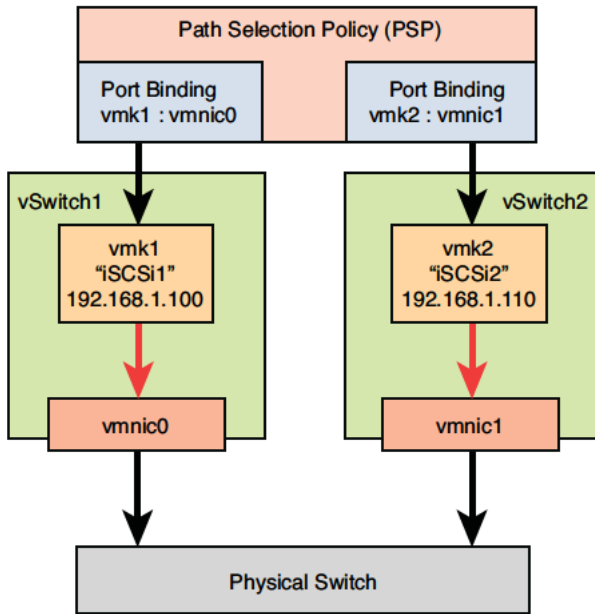 Path Selection Policy (PSP)
Port Binding
vmk1 : vmnic0
Port Binding
vmk2 : vmnic1
vSwitch1
vSwitch2
vmk1
“iSCSi1”
192.168.1.100
vmk2
“iSCSi2”
192.168.1.110
vmnic0
vmnic1
Physical Switch